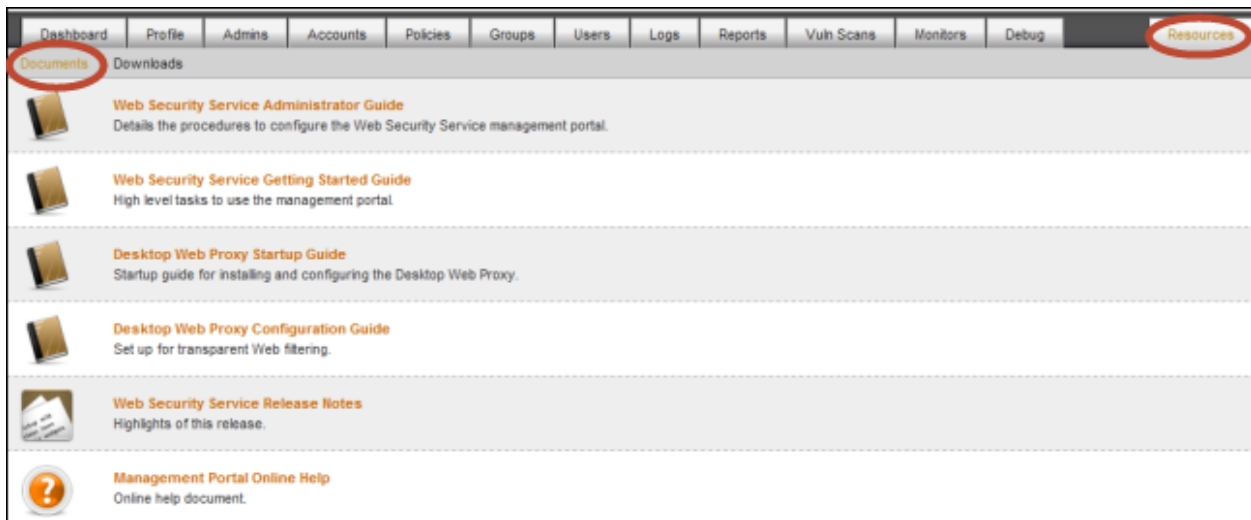 Dashboard Profile Admins Accounts Policies Groups Users Logs Reports Vuln Scans Monitors Debug Resources
Documents Downloads
Web Security Service Administrator Guide
Details the procedures to configure the Web Security Service management portal.
Web Security Service Getting Started Guide
High level tasks to use the management portal.
Desktop Web Proxy Startup Guide
Startup guide for installing and configuring the Desktop Web Proxy.
Desktop Web Proxy Configuration Guide
Set up for transparent Web filtering.
Web Security Service Release Notes
Highlights of this release.
Management Portal Online Help
Online help document.